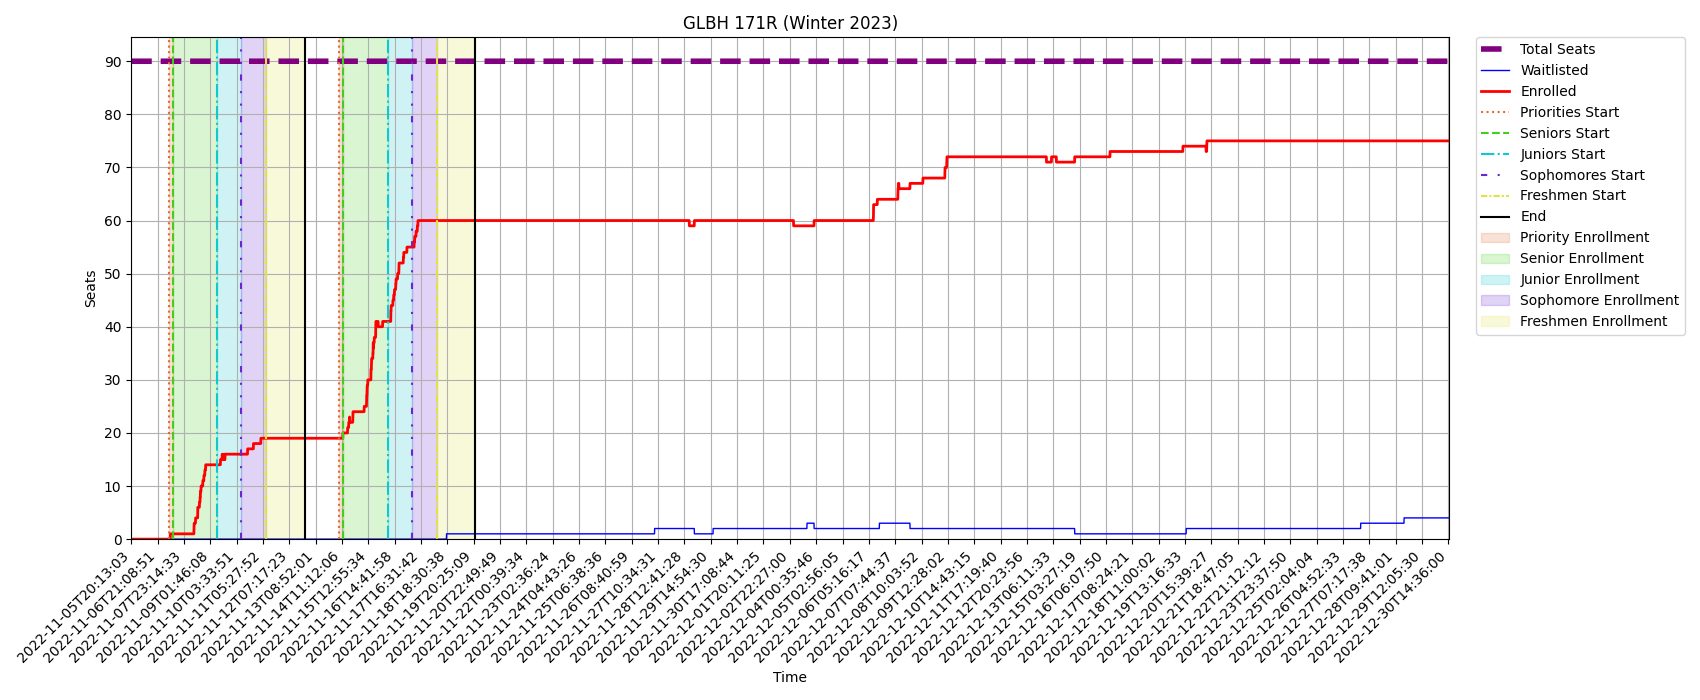 GLBH 171R (Winter 2023)
Seats
90
80
70
60
50
40
30
20
10
0
2022-11-05T20:13:03
2022-11-06T21:08:51
2022-11-07T23:14:33
2022-11-09T01:46:08
2022-11-10T03:33:51
2022-11-11T05:27:52
2022-11-12T07:17:23
2022-11-13T08:52:01
2022-11-14T11:12:06
2022-11-15T12:55:34
2022-11-16T14:41:58
2022-11-17T16:31:42
2022-11-18T18:30:38
2022-11-19T20:25:09
2022-11-20T22:49:49
2022-11-23T00:39:34
2022-11-23T02:36:24
2022-11-24T04:43:26
2022-11-25T06:38:36
2022-11-26T08:40:59
2022-11-27T10:34:31
2022-11-28T12:41:28
2022-11-29T14:54:30
2022-11-30T17:08:44
2022-12-01T20:11:25
2022-12-02T22:27:00
2022-12-04T00:35:46
2022-12-05T02:56:05
2022-12-06T05:16:17
2022-12-07T07:44:37
2022-12-08T10:03:52
2022-12-09T12:28:02
2022-12-10T14:43:15
2022-12-11T17:19:40
2022-12-12T20:23:56
2022-12-13T06:11:33
2022-12-15T03:27:19
2022-12-16T06:07:50
2022-12-17T08:24:21
2022-12-18T11:00:02
2022-12-19T13:16:33
2022-12-20T15:39:27
2022-12-21T18:47:05
2022-12-22T21:12:12
2022-12-23T23:37:50
2022-12-25T02:04:04
2022-12-26T04:52:33
2022-12-27T07:17:38
2022-12-28T09:41:01
2022-12-29T12:05:30
2022-12-30T14:36:00
Time
Total Seats
Waitlisted
Enrolled
Priorities Start
Seniors Start
Juniors Start
Sophomores Start
Freshmen Start
End
Priority Enrollment
Senior Enrollment
Junior Enrollment
Sophomore Enrollment
Freshmen Enrollment